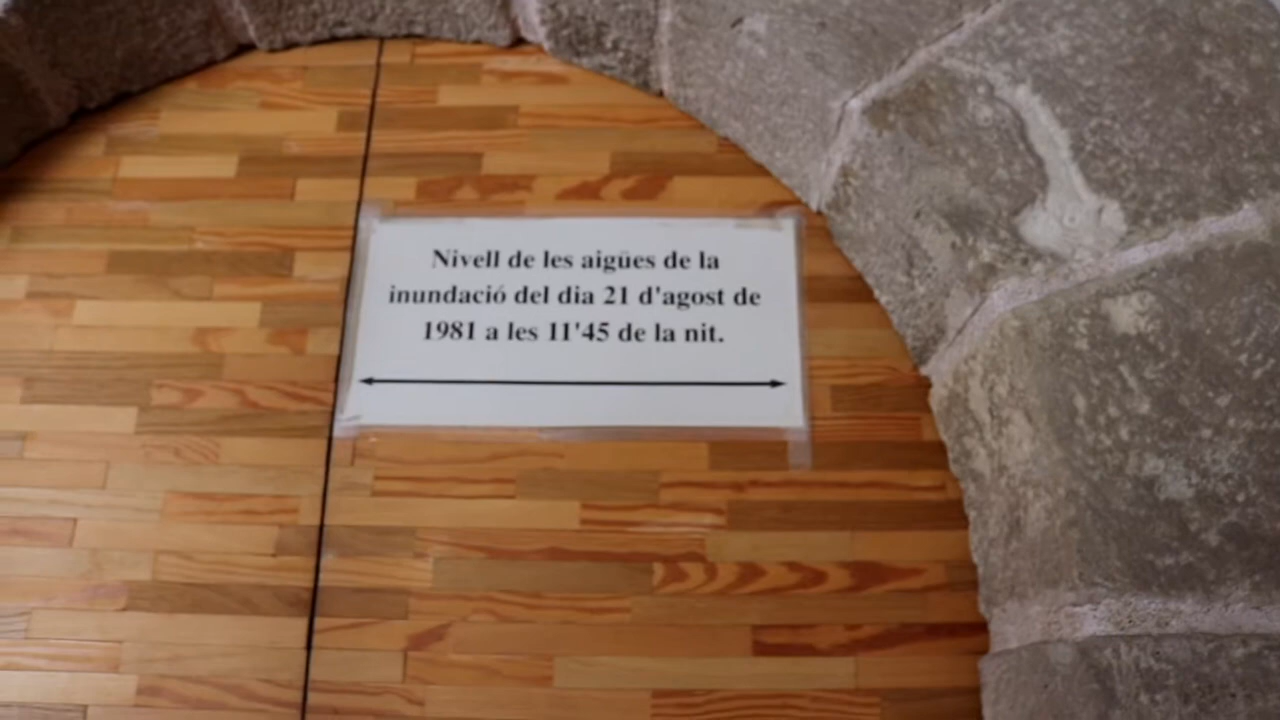 Nivell de les aigües de la
inundació del dia 21 d'agost de
1981 a les 11'45 de la nit.